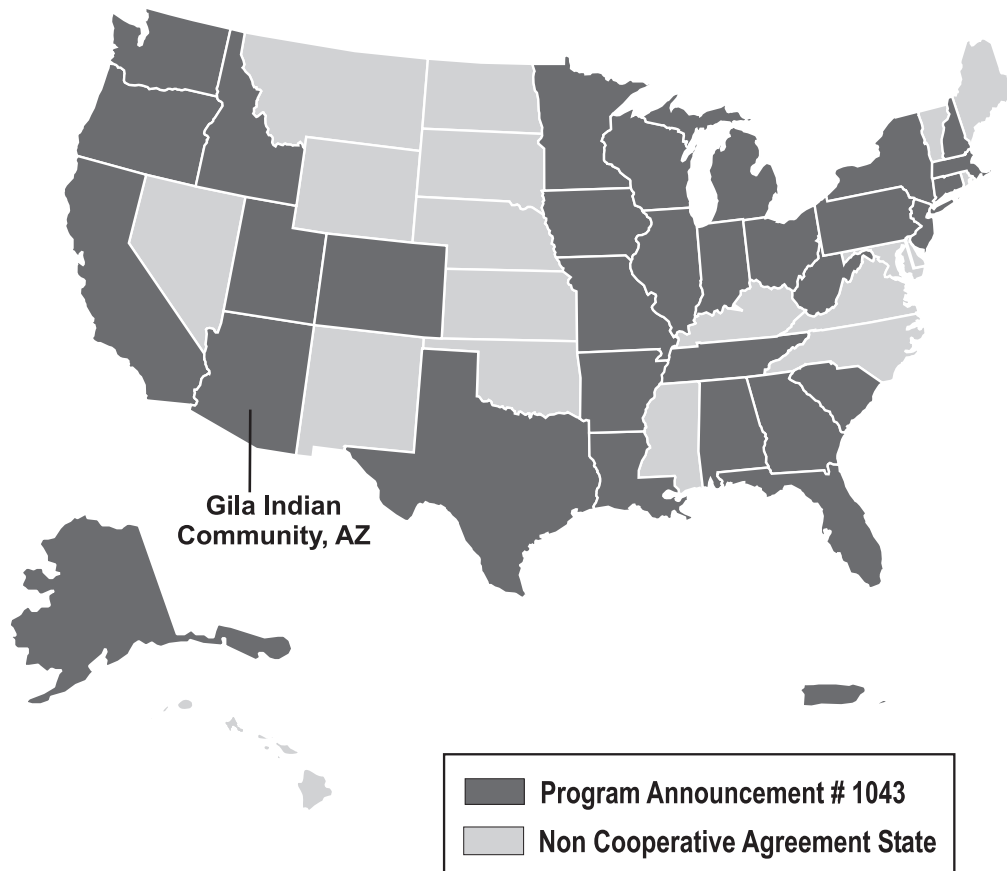 Gila Indian
Community, AZ
Program Announcement # 1043
Non Cooperative Agreement State